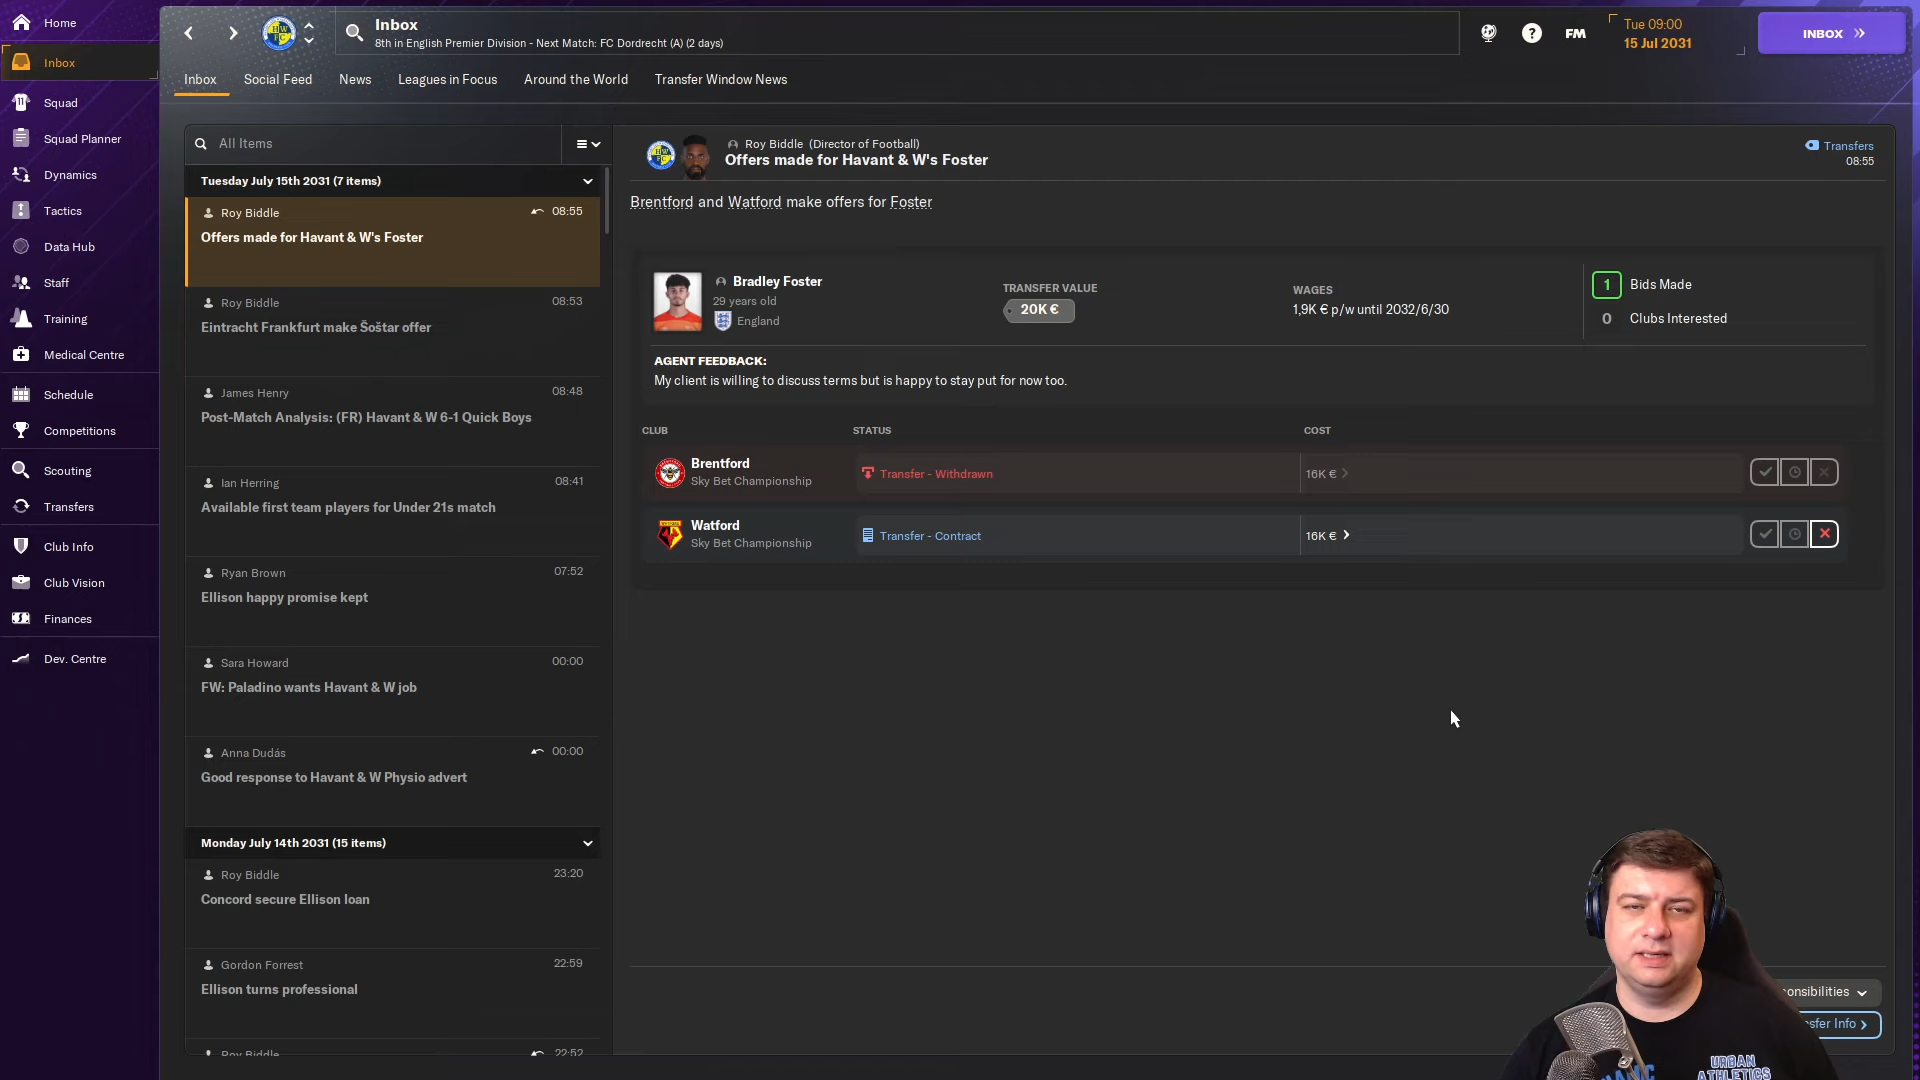 Home
Inbox
Squad
Squad Planner
Dynamics
Tactics
Data Hub
Staff
Training
Medical Centre
Schedule
Competitions
Scouting
Transfers
Club Info
Club Vision
Finances
Dev. Centre
Inbox
8th in English Premier Division - Next Match: FC Dordrecht (A) (2 days)
FM
Tue 09:00
15 Jul 2031
INBOX
Inbox
Social Feed
News
Leagues in Focus
Around the World
Transfer Window News
All Items
Tuesday July 15th 2031 (7 items)
Roy Biddle 08:55
Offers made for Havant & W's Foster
Roy Biddle 08:53
Eintracht Frankfurt make Šoštar offer
James Henry 08:48
Post-Match Analysis: (FR) Havant & W 6-1 Quick Boys
Ian Herring 08:41
Available first team players for Under 21s match
Ryan Brown 07:52
Ellison happy promise kept
Sara Howard 00:00
FW: Paladino wants Havant & W job
Anna Dudás 00:00
Good response to Havant & W Physio advert
Monday July 14th 2031 (15 items)
Roy Biddle 23:20
Concord secure Ellison loan
Gordon Forrest 22:59
Ellison turns professional
Roy Biddle 22:52
Roy Biddle (Director of Football)
Offers made for Havant & W's Foster
Transfers
08:55
Brentford and Watford make offers for Foster
Bradley Foster
29 years old
England
TRANSFER VALUE
20K €
WAGES
1,9K € p/w until 2032/6/30
1 Bids Made
0 Clubs Interested
AGENT FEEDBACK:
My client is willing to discuss terms but is happy to stay put for now too.
CLUB STATUS COST
Brentford
Sky Bet Championship
Transfer - Withdrawn
16K €
Watford
Sky Bet Championship
Transfer - Contract
16K €
onsibilities
sfer Info
URBAN
ATHLETICS